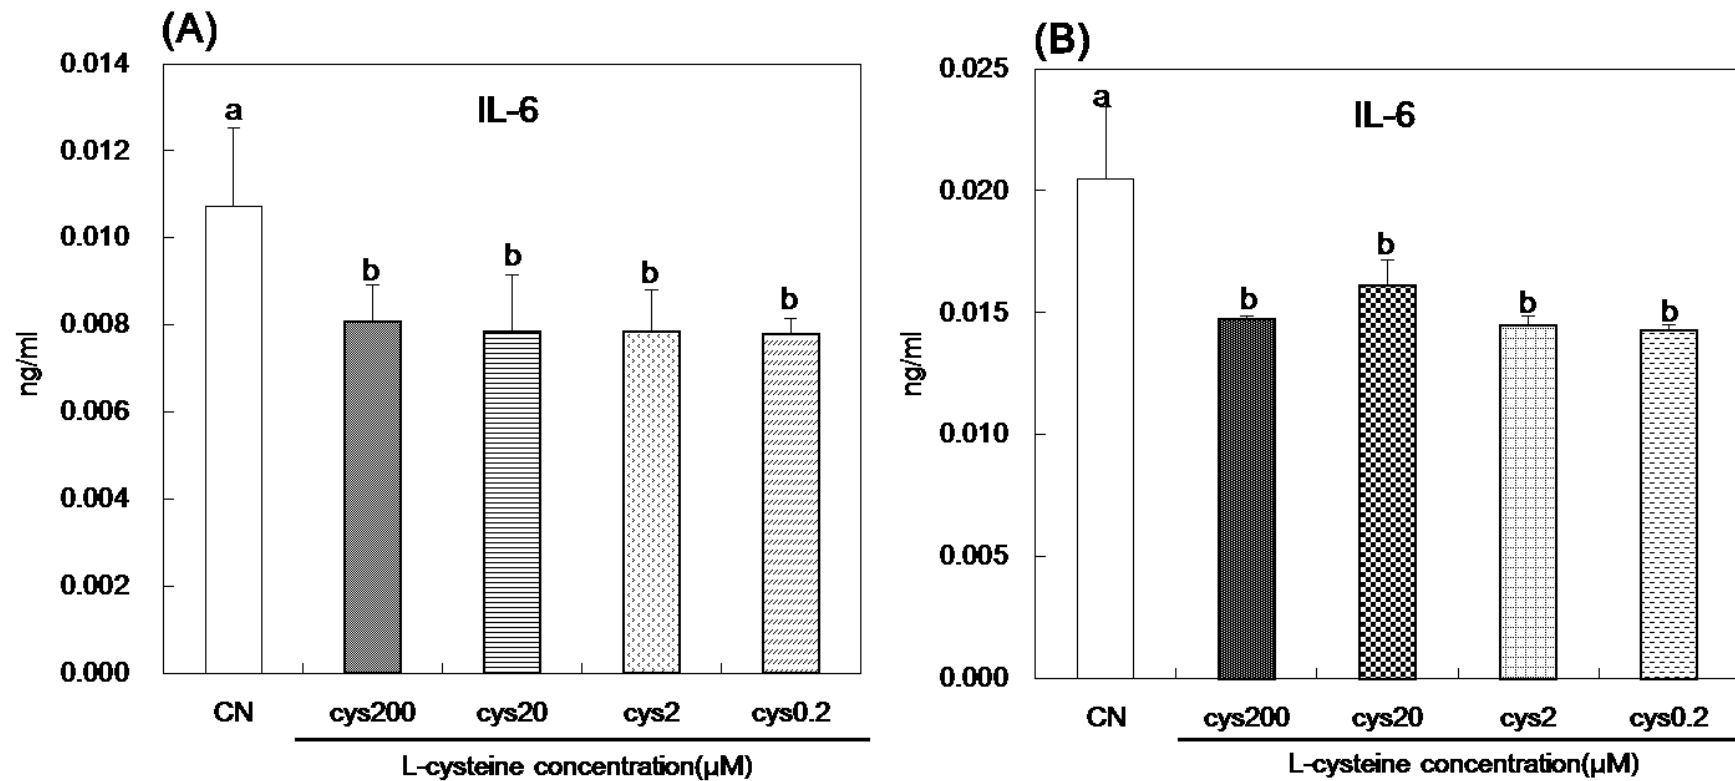 (A)
IL-6
ng/ml
0.014
0.012
0.010
0.008
0.006
0.004
0.002
0.000
a
b
b
b
b
CN
cys200
cys20
cys2
cys0.2
L-cysteine concentration(μM)
(B)
IL-6
ng/ml
0.025
0.020
0.015
0.010
0.005
0.000
a
b
b
b
b
CN
cys200
cys20
cys2
cys0.2
L-cysteine concentration(μM)